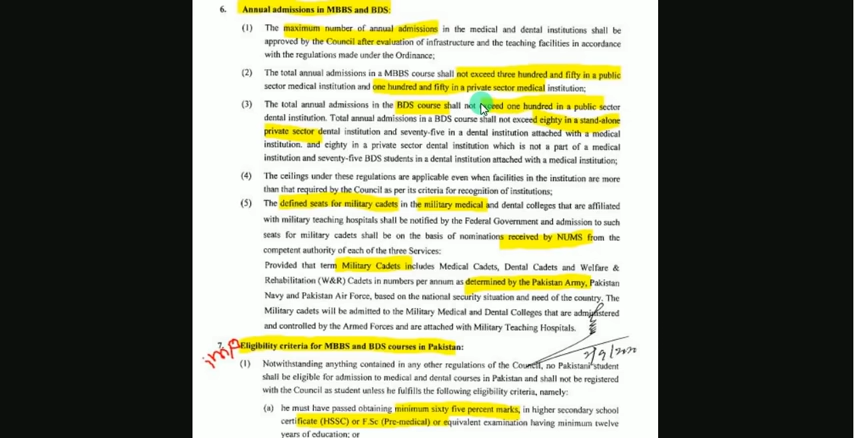 6. Annual admissions in MBBS and BDS:
(1) The maximum number of annual admissions in the medical and dental institutions shall be
approved by the Council after evaluation of infrastructure and the teaching facilities in accordance
with the regulations made under the Ordinance;
(2) The total annual admissions in a MBBS course shall not exceed three hundred and fifty in a public
sector medical institution and one hundred and fifty in a private sector medical institution;
(3) The total annual admissions in the BDS course shall not exceed one hundred in a public sector
dental institution. Total annual admissions in a BDS course shall not exceed eighty in a stand-alone
private sector dental institution and seventy-five in a dental institution attached with a medical
institution. and eighty in a private sector dental institution which is not a part of a medical
institution and seventy-five BDS students in a dental institution attached with a medical institution;
(4) The ceilings under these regulations are applicable even when facilities in the institution are more
than that required by the Council as per its criteria for recognition of institutions;
(5) The defined seats for military cadets in the military medical and dental colleges that are affiliated
with military teaching hospitals shall be notified by the Federal Government and admission to such
seats for military cadets shall be on the basis of nominations received by NUMS from the
competent authority of each of the three Services:
Provided that term Military Cadets includes Medical Cadets, Dental Cadets and Welfare &
Rehabilitation (W&R) Cadets in numbers per annum as determined by the Pakistan Army, Pakistan
Navy and Pakistan Air Force, based on the national security situation and need of the country. The
Military cadets will be admitted to the Military Medical and Dental Colleges that are administered
and controlled by the Armed Forces and are attached with Military Teaching Hospitals.
imp
7. Eligibility criteria for MBBS and BDS courses in Pakistan:
(1) Notwithstanding anything contained in any other regulations of the Council, no Pakistani student
shall be eligible for admission to medical and dental courses in Pakistan and shall not be registered
with the Council as student unless he fulfills the following eligibility criteria, namely:
(a) he must have passed obtaining minimum sixty five percent marks, in higher secondary school
certificate (HSSC) or F.Sc (Pre-medical) or equivalent examination having minimum twelve
years of education; or